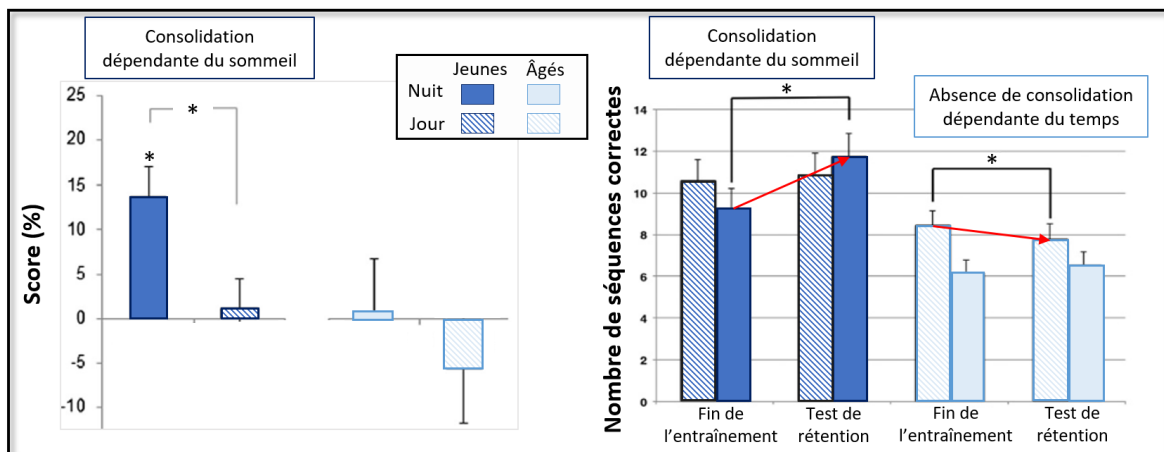 Consolidation
dépendante du sommeil
Jeunes Âgés
Nuit
Jour
Score (%)
25
20
15
10
5
0
-5
-10
*
*
Consolidation
dépendante du sommeil
Absence de consolidation
dépendante du temps
Nombre de séquences correctes
14
12
10
8
6
4
2
0
*
*
Fin de
l'entraînement
Test de
rétention
Fin de
l'entraînement
Test de
rétention